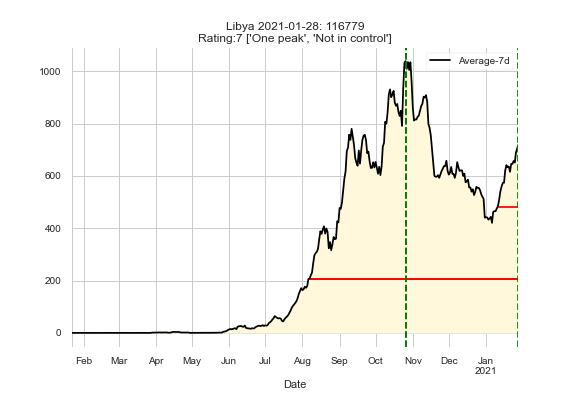 Libya 2021-01-28: 116779
Rating:7 ['One peak', 'Not in control']
Average-7d
1000
800
600
400
200
0
Feb Mar Apr May Jun Jul Aug Sep Oct Nov Dec Jan
2021
Date